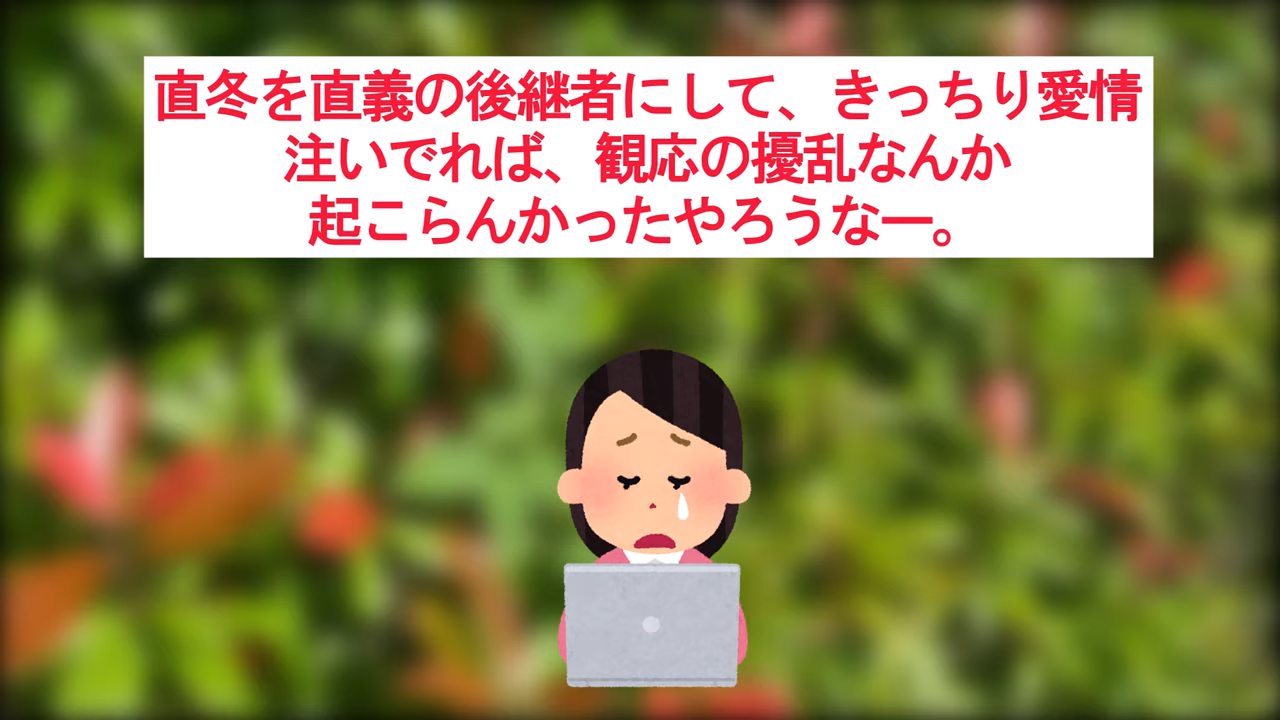 直冬を直義の後継者にして、きっちり愛情
注いでれば、観応の擾乱なんか
起こらんかったやろうなー。